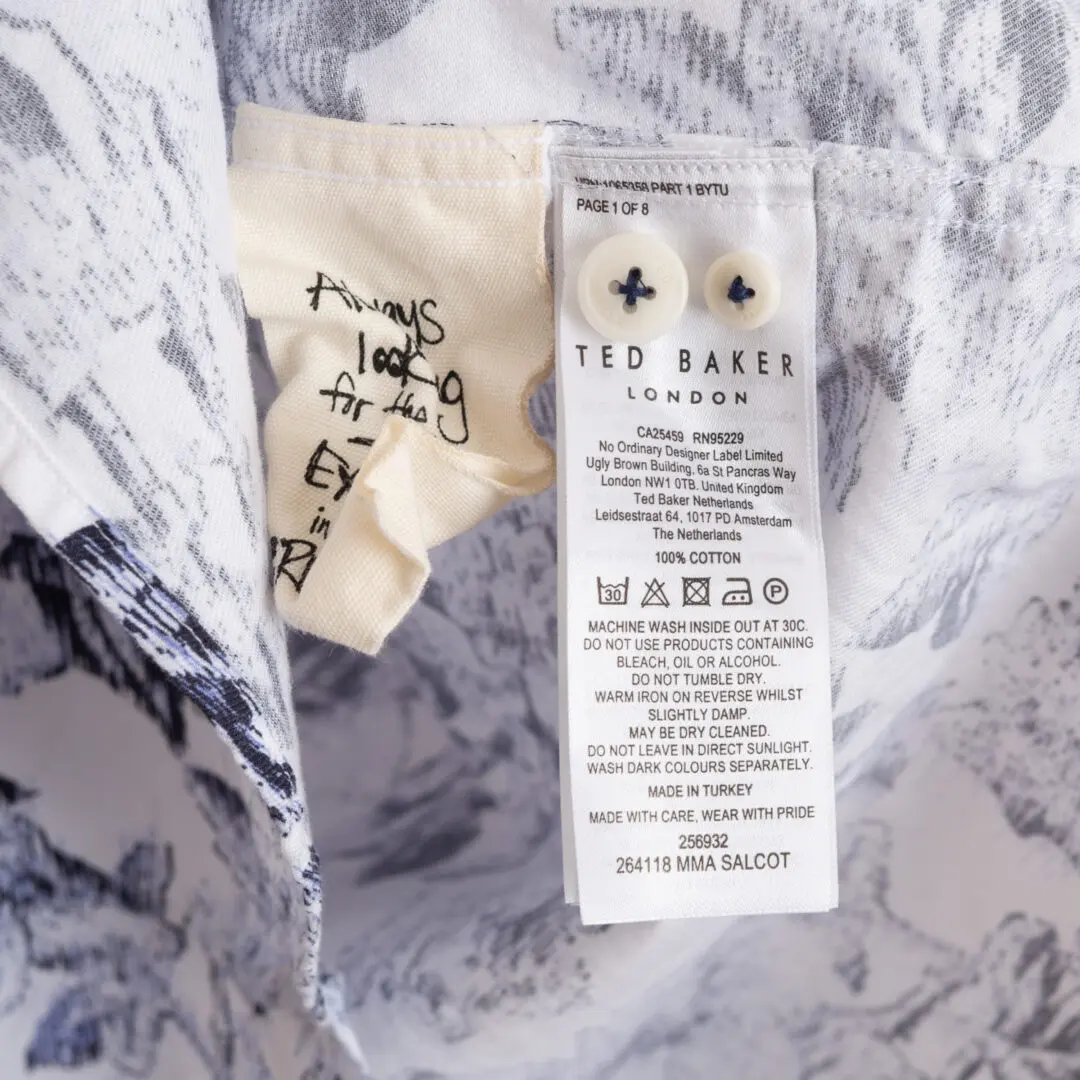 Always
looking
for the
in
PART 1 BYTU
PAGE 1 OF 8
TED BAKER
LONDON
CA25459 RN95229
No Ordinary Designer Label Limited
Ugly Brown Building, 6a St Pancras Way
London NW1 0TB. United Kingdom
Ted Baker Netherlands
Leidsestraat 64, 1017 PD Amsterdam
The Netherlands
100% COTTON
30 P
MACHINE WASH INSIDE OUT AT 30C.
DO NOT USE PRODUCTS CONTAINING
BLEACH, OIL OR ALCOHOL.
DO NOT TUMBLE DRY.
WARM IRON ON REVERSE WHILST
SLIGHTLY DAMP.
MAY BE DRY CLEANED.
DO NOT LEAVE IN DIRECT SUNLIGHT.
WASH DARK COLOURS SEPARATELY.
MADE IN TURKEY
MADE WITH CARE, WEAR WITH PRIDE
256932
264118 MMA SALCOT